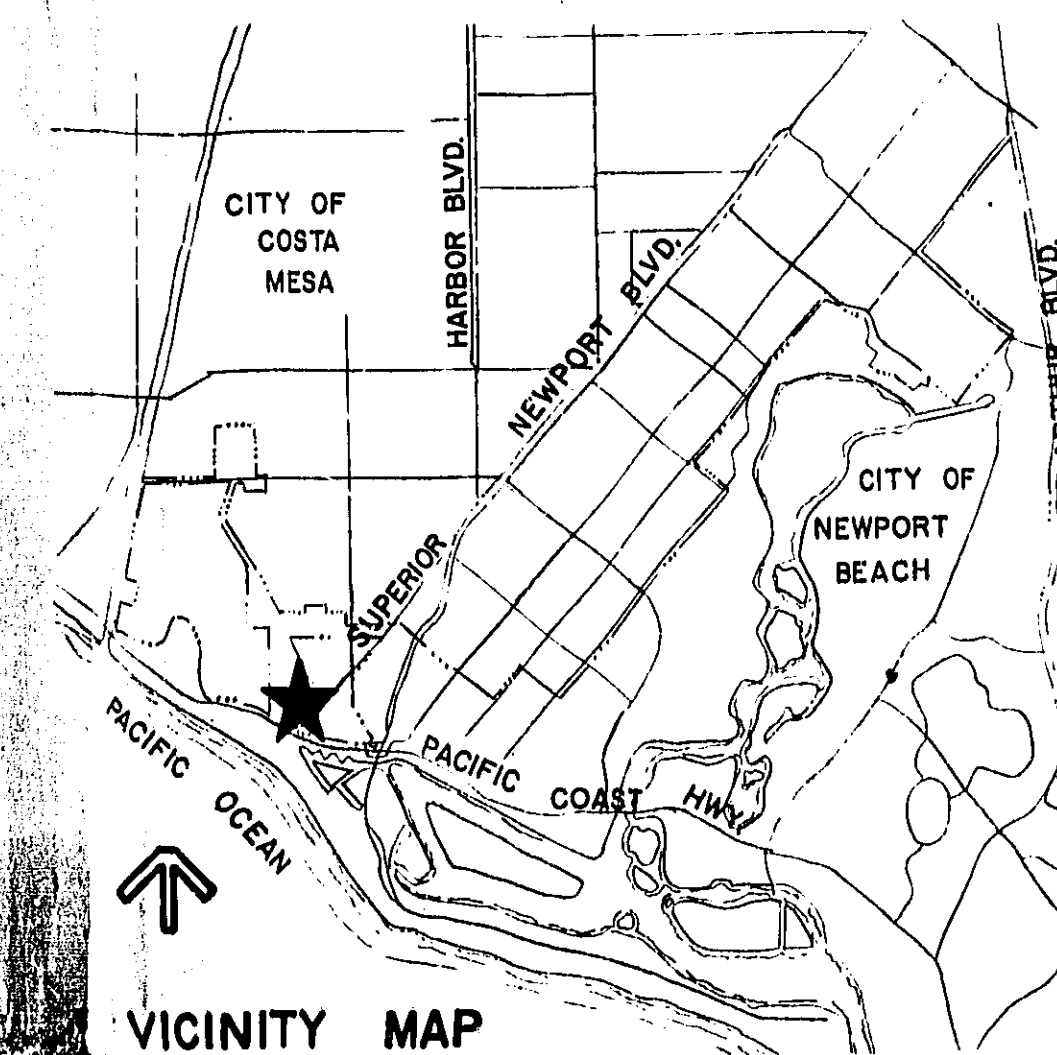 CITY OF
COSTA
MESA
HARBOR BLVD.
NEWPORT BLVD.
BLVD.
CITY OF
NEWPORT
BEACH
SUPERIOR
PACIFIC COAST HWY.
PACIFIC OCEAN
VICINITY MAP